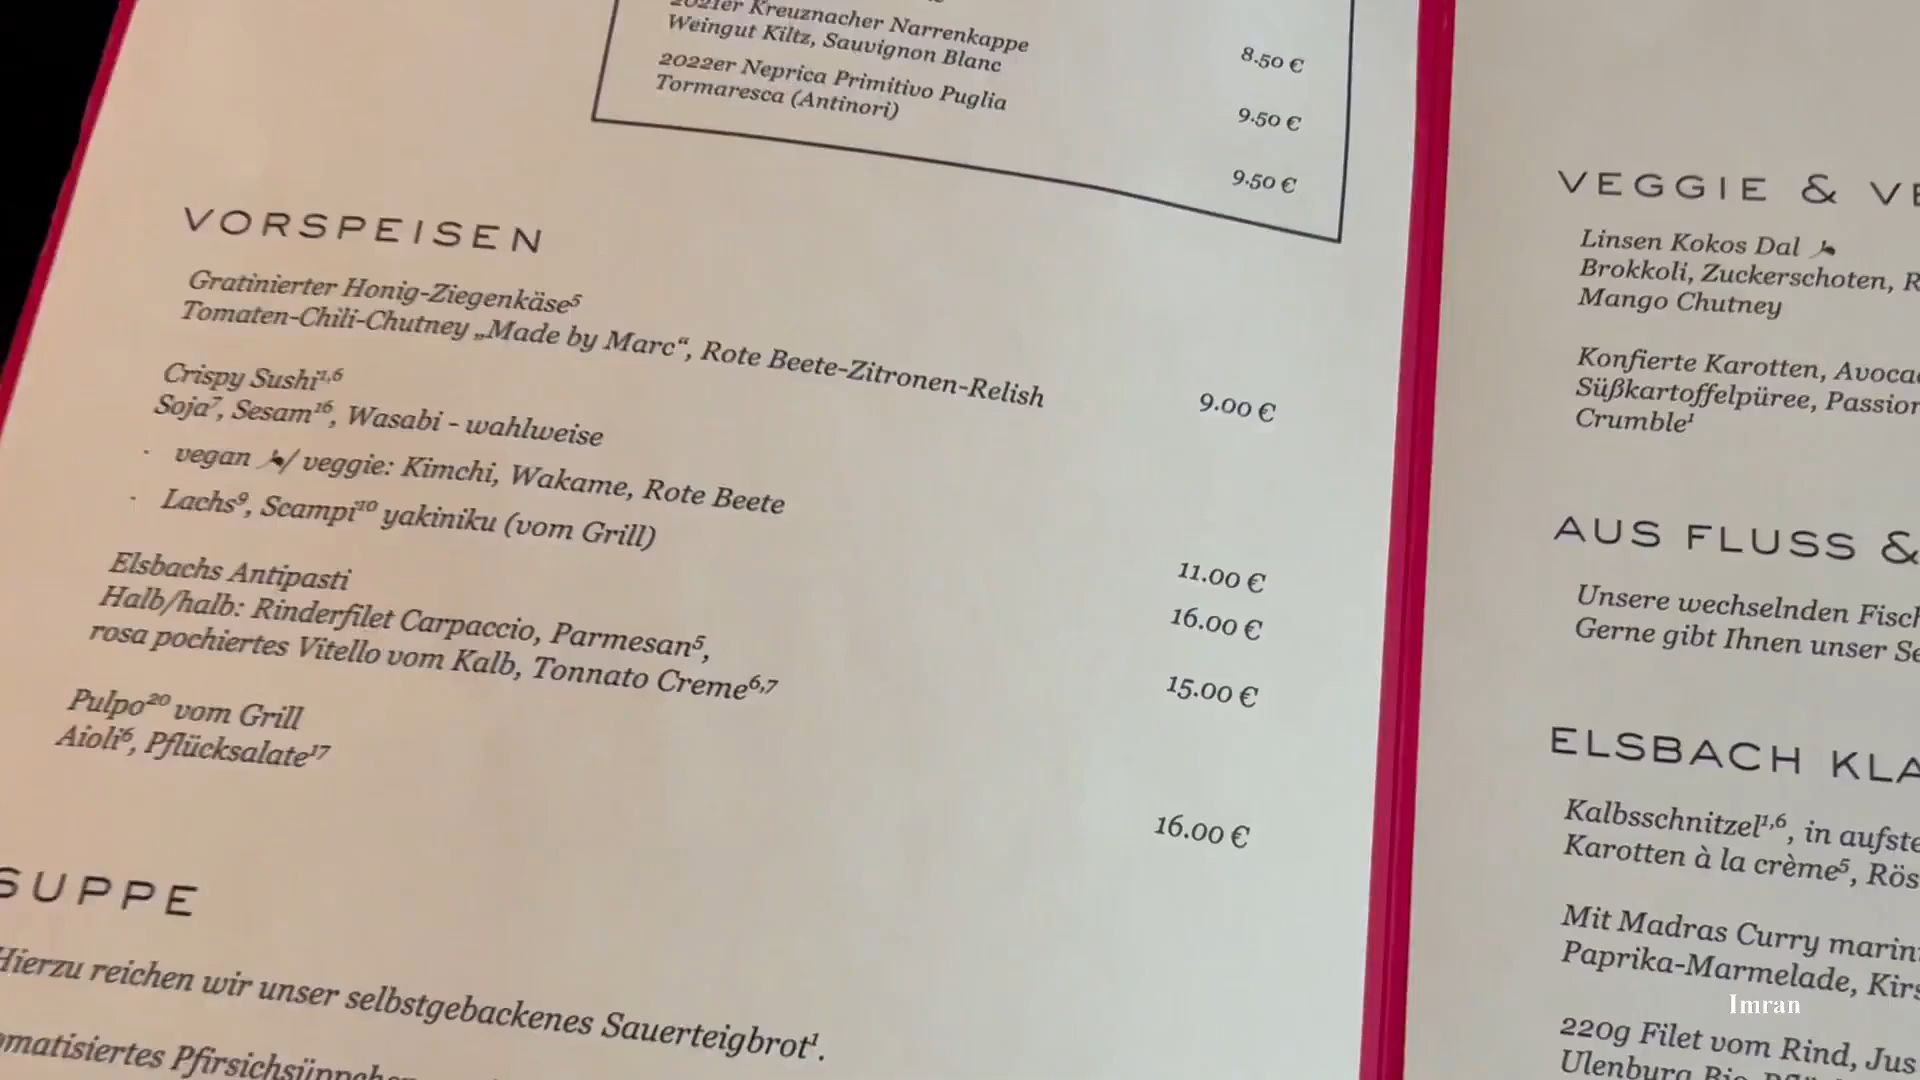 2021er Kreuznacher Narrenkappe
Weingut Kiltz, Sauvignon Blanc
8.50 €
2022er Neprica Primitivo Puglia
Tormaresca (Antinori)
9.50 €
9.50 €
VORSPEISEN
Gratinierter Honig-Ziegenkäse⁵
Tomaten-Chili-Chutney „Made by Marc“, Rote Beete-Zitronen-Relish
9.00 €
Crispy Sushi¹,⁶
Soja⁷, Sesam¹⁶, Wasabi - wahlweise
· vegan / veggie: Kimchi, Wakame, Rote Beete
11.00 €
· Lachs⁹, Scampi¹⁰ yakiniku (vom Grill)
16.00 €
Elsbachs Antipasti
Halb/halb: Rinderfilet Carpaccio, Parmesan⁵,
rosa pochiertes Vitello vom Kalb, Tonnato Creme⁶,⁷
15.00 €
Pulpo²⁰ vom Grill
Aioli⁶, Pflücksalate¹⁷
16.00 €
SUPPE
Hierzu reichen wir unser selbstgebackenes Sauerteigbrot¹.
VEGGIE &
Linsen Kokos Dal
Brokkoli, Zuckerschoten,
Mango Chutney
Konfierte Karotten,
Süßkartoffelpüree,
Crumble¹
AUS FLUSS &
Unsere wechselnden
Gerne gibt Ihnen unser
ELSBACH
Kalbsschnitzel¹,⁶, in
Karotten à la crème⁵,
Mit Madras Curry
Paprika-Marmelade,
220g Filet vom Rind, Jus
Ulenburg
Imran